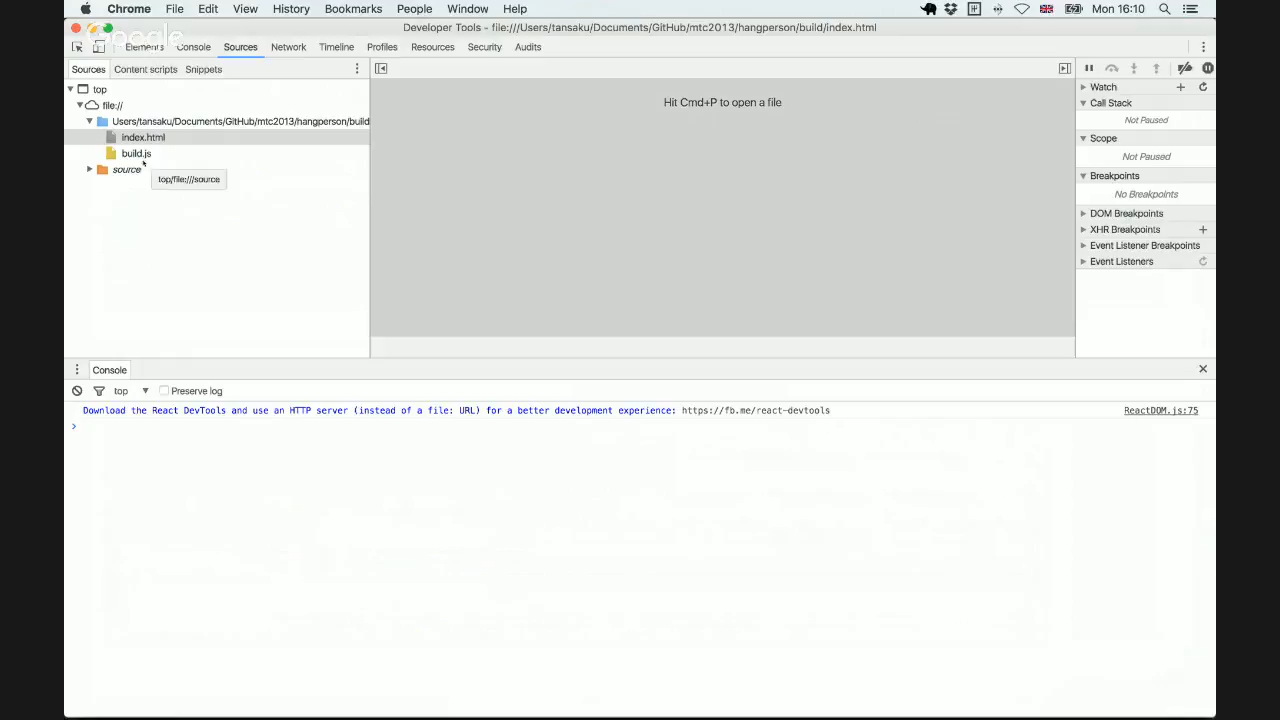 Chrome File Edit View History Bookmarks People Window Help Mon 16:10
Developer Tools - file:///Users/tansaku/Documents/GitHub/mtc2013/hangperson/build/index.html
Google
Elements Console Sources Network Timeline Profiles Resources Security Audits
Sources Content scripts Snippets
top
file://
Users/tansaku/Documents/GitHub/mtc2013/hangperson/build
index.html
build.js
source
top/file:///source
Hit Cmd+P to open a file
Watch
Call Stack
Not Paused
Scope
Not Paused
Breakpoints
No Breakpoints
DOM Breakpoints
XHR Breakpoints
Event Listener Breakpoints
Event Listeners
Console
top Preserve log
Download the React DevTools and use an HTTP server (instead of a file: URL) for a better development experience: https://fb.me/react-devtools ReactDOM.js:75
>